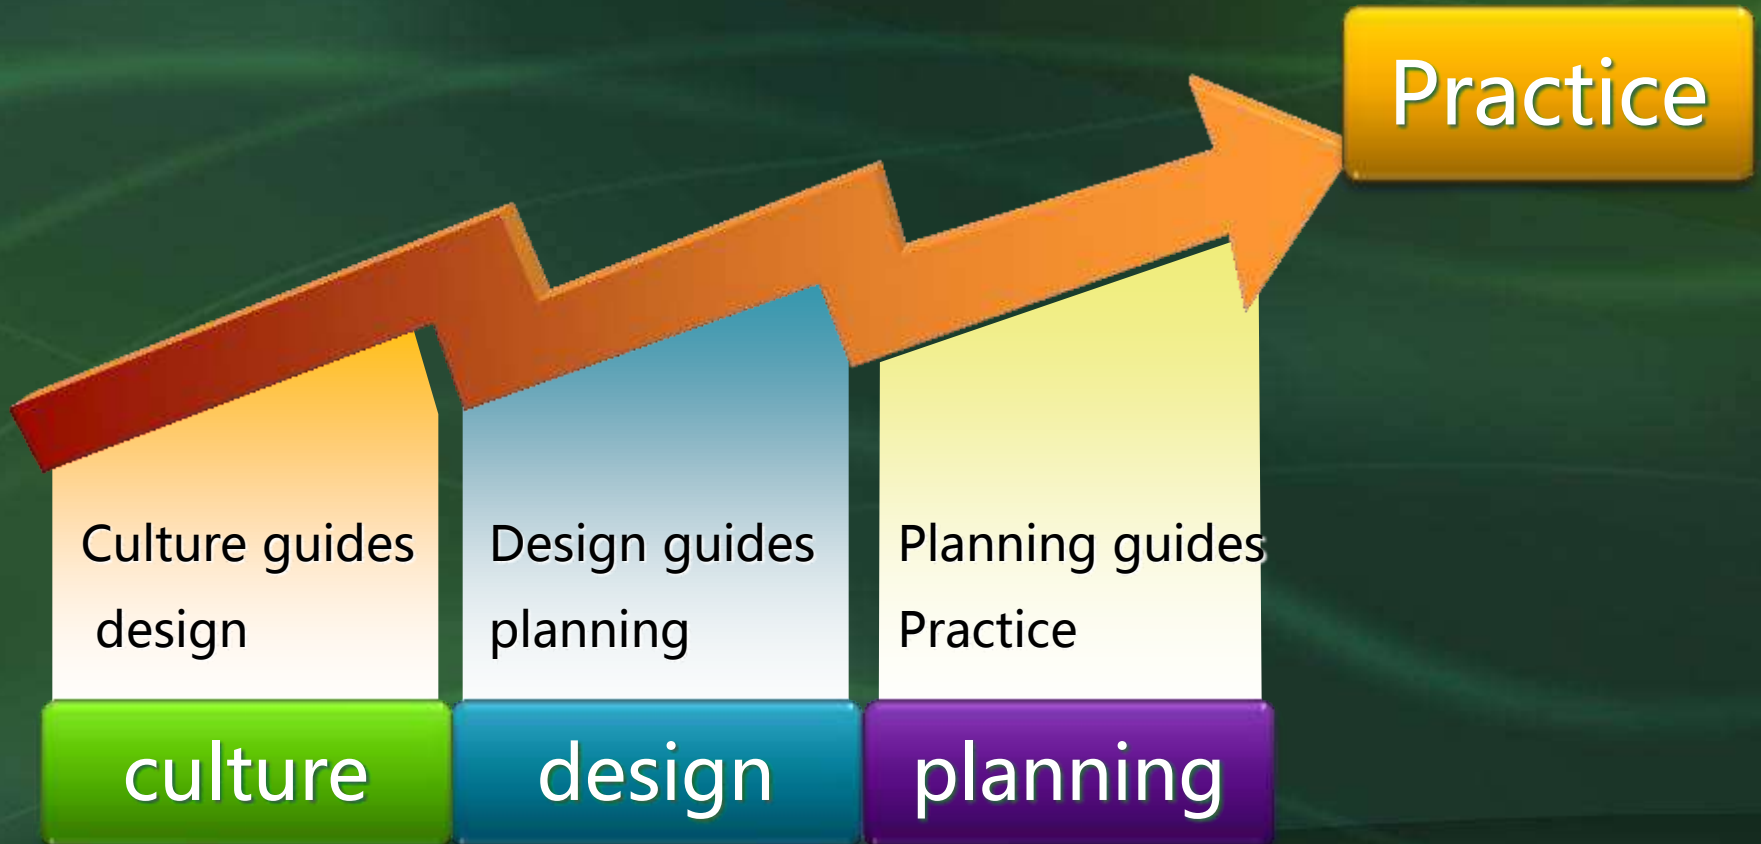 Practice
Culture guides
design
Design guides
planning
Planning guides
Practice
culture
design
planning